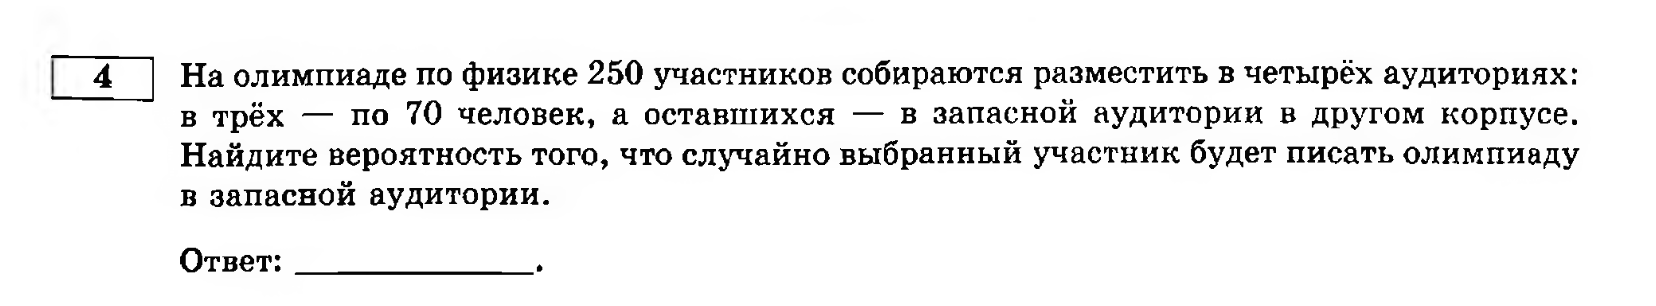 4 На олимпиаде по физике 250 участников собираются разместить в четырёх аудиториях:
в трёх — по 70 человек, а оставшихся — в запасной аудитории в другом корпусе.
Найдите вероятность того, что случайно выбранный участник будет писать олимпиаду
в запасной аудитории.
Ответ: ______________.